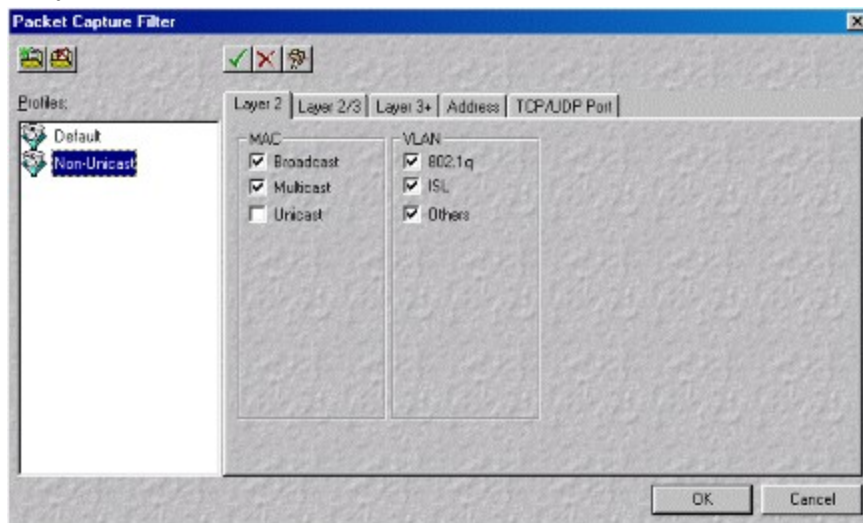 Packet Capture Filter
Profiles:
Default
Non-Unicast
Layer 2 Layer 2/3 Layer 3+ Address TCP/UDP Port
MAC
Broadcast
Multicast
Unicast
VLAN
802.1q
ISL
Others
OK Cancel